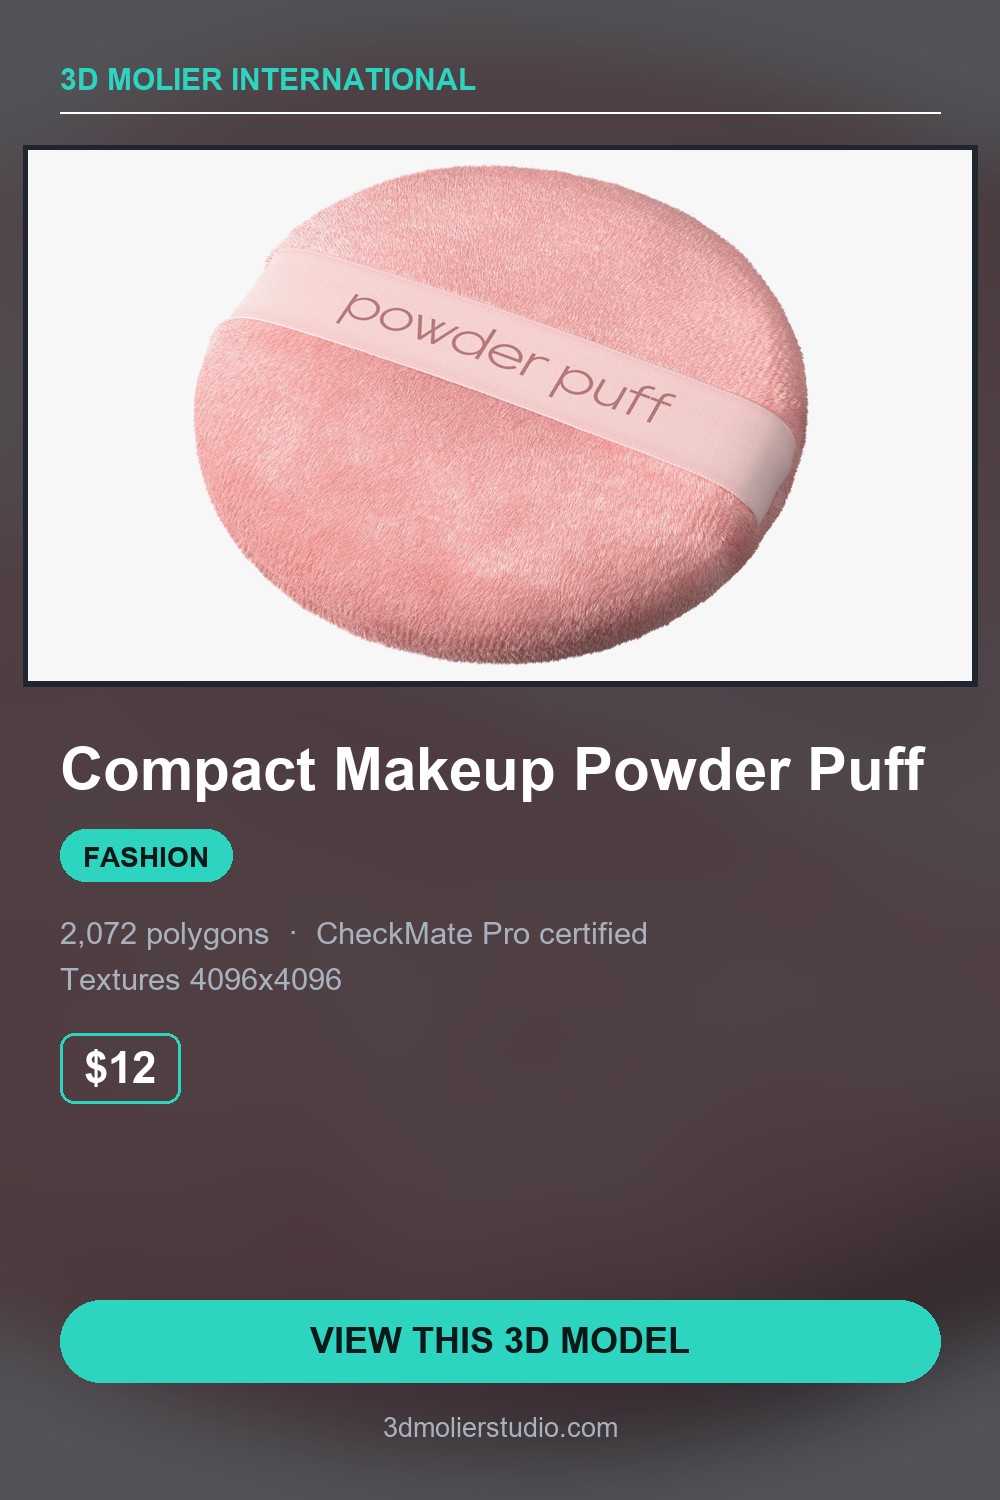 3D MOLIER INTERNATIONAL
powder puff
Compact Makeup Powder Puff
FASHION
2,072 polygons · CheckMate Pro certified
Textures 4096x4096
$12
VIEW THIS 3D MODEL
3dmolierstudio.com